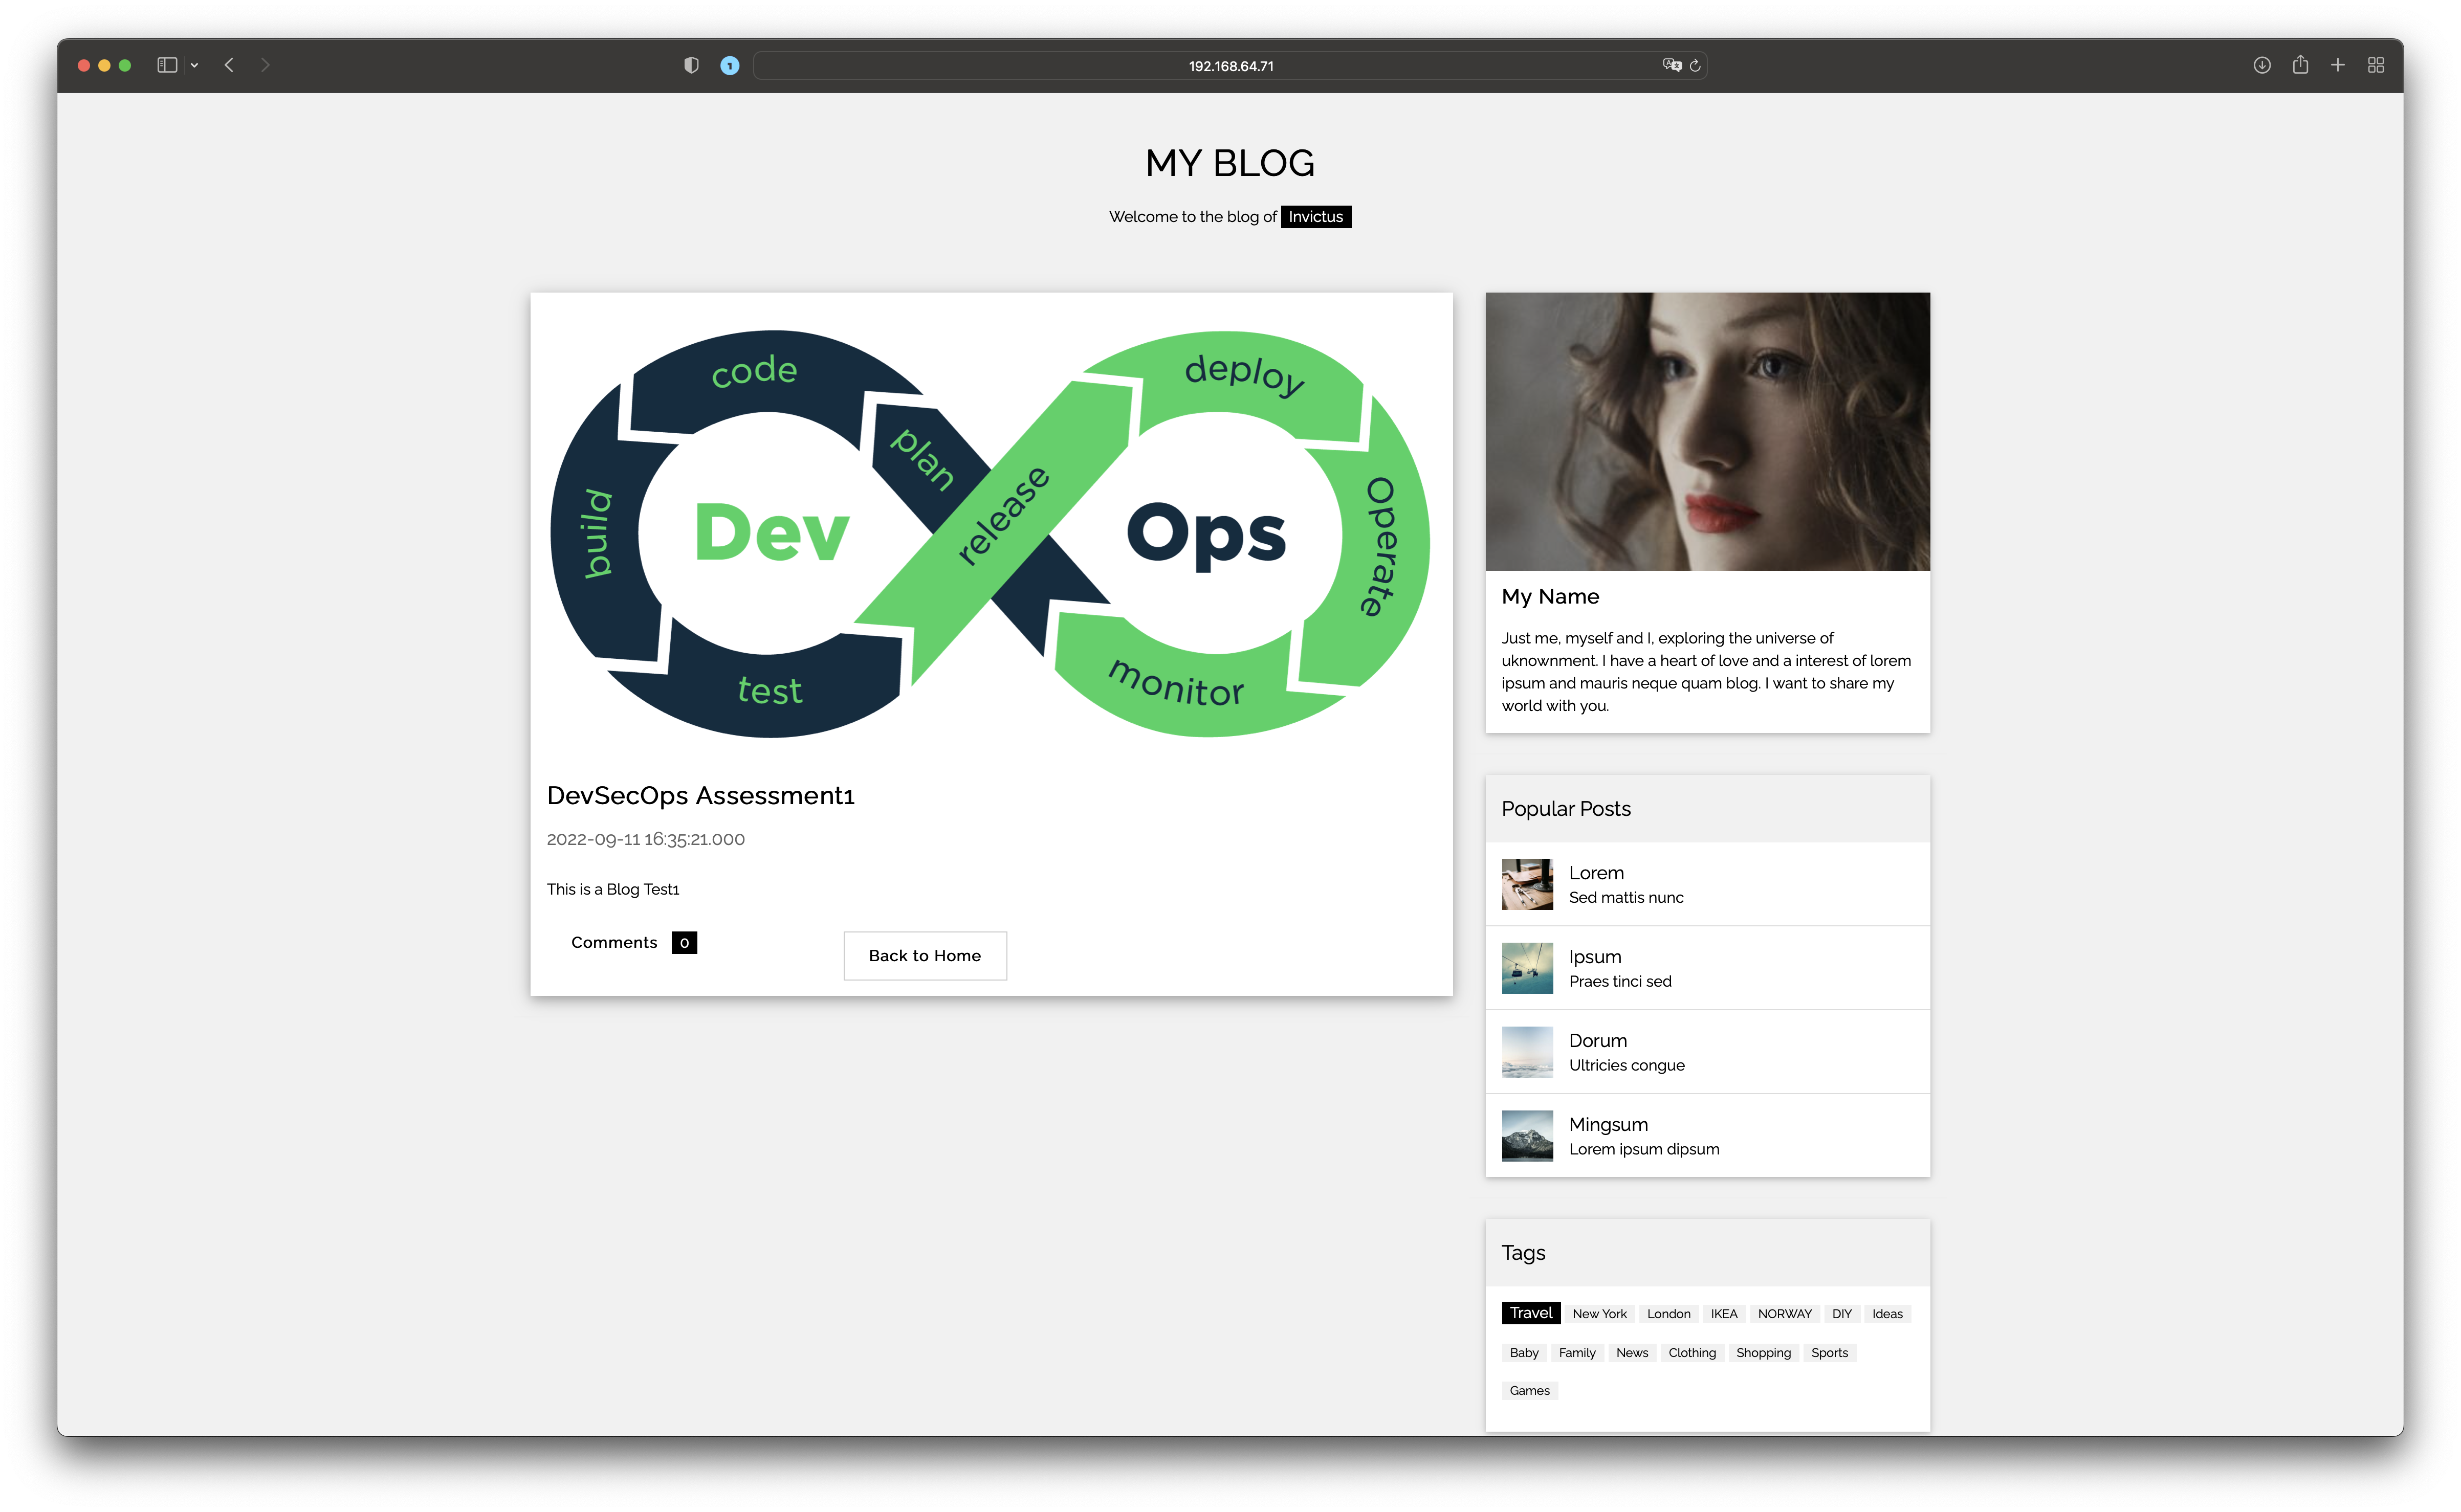 192.168.64.71
MY BLOG
Welcome to the blog of Invictus
code
plan
build
test
Dev
release
deploy
Operate
monitor
Ops
DevSecOps Assessment1
2022-09-11 16:35:21.000
This is a Blog Test1
Comments 0
Back to Home
My Name
Just me, myself and I, exploring the universe of
uknownment. I have a heart of love and a interest of lorem
ipsum and mauris neque quam blog. I want to share my
world with you.
Popular Posts
Lorem
Sed mattis nunc
Ipsum
Praes tinci sed
Dorum
Ultricies congue
Mingsum
Lorem ipsum dipsum
Tags
Travel New York London IKEA NORWAY DIY Ideas
Baby Family News Clothing Shopping Sports
Games